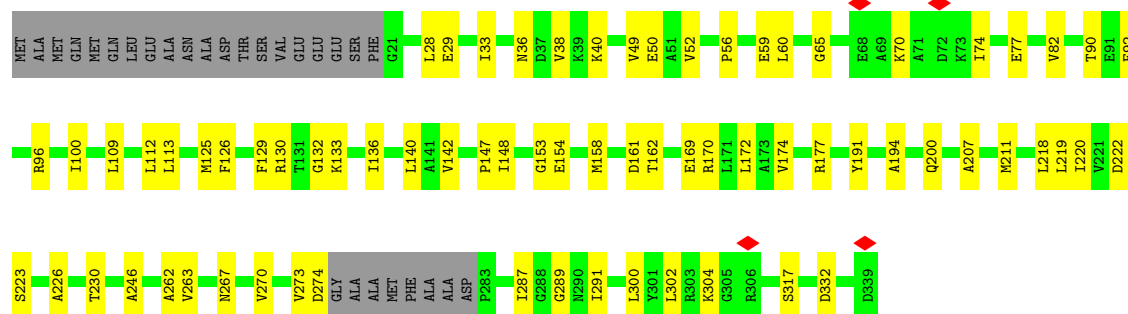 MET ALA MET GLN MET GLN LEU GLU ALA ASN ALA ASP THR SER VAL GLU GLU GLU SER PHE G21 L28 E29 I33 N36 D37 V38 K39 K40 V49 E50 A51 V52 P56 E59 L60 G65 E68 A69 K70 A71 D72 K73 I74 E77 V82 T90 E91 E92
R96 I100 L109 L112 L113 M125 F126 F129 R130 T131 G132 K133 I136 L140 A141 V142 P147 I148 G153 E154 M158 D161 T162 E169 R170 L171 L172 A173 V174 R177 Y191 A194 Q200 A207 M211 L218 L219 I220 V221 D222
S223 A226 T230 A246 A262 V263 N267 V270 V273 D274 GLY ALA ALA MET PHE ALA ALA ASP P283 I287 G288 G289 N290 I291 L300 Y301 L302 R303 K304 G305 R306 S317 D332 D339